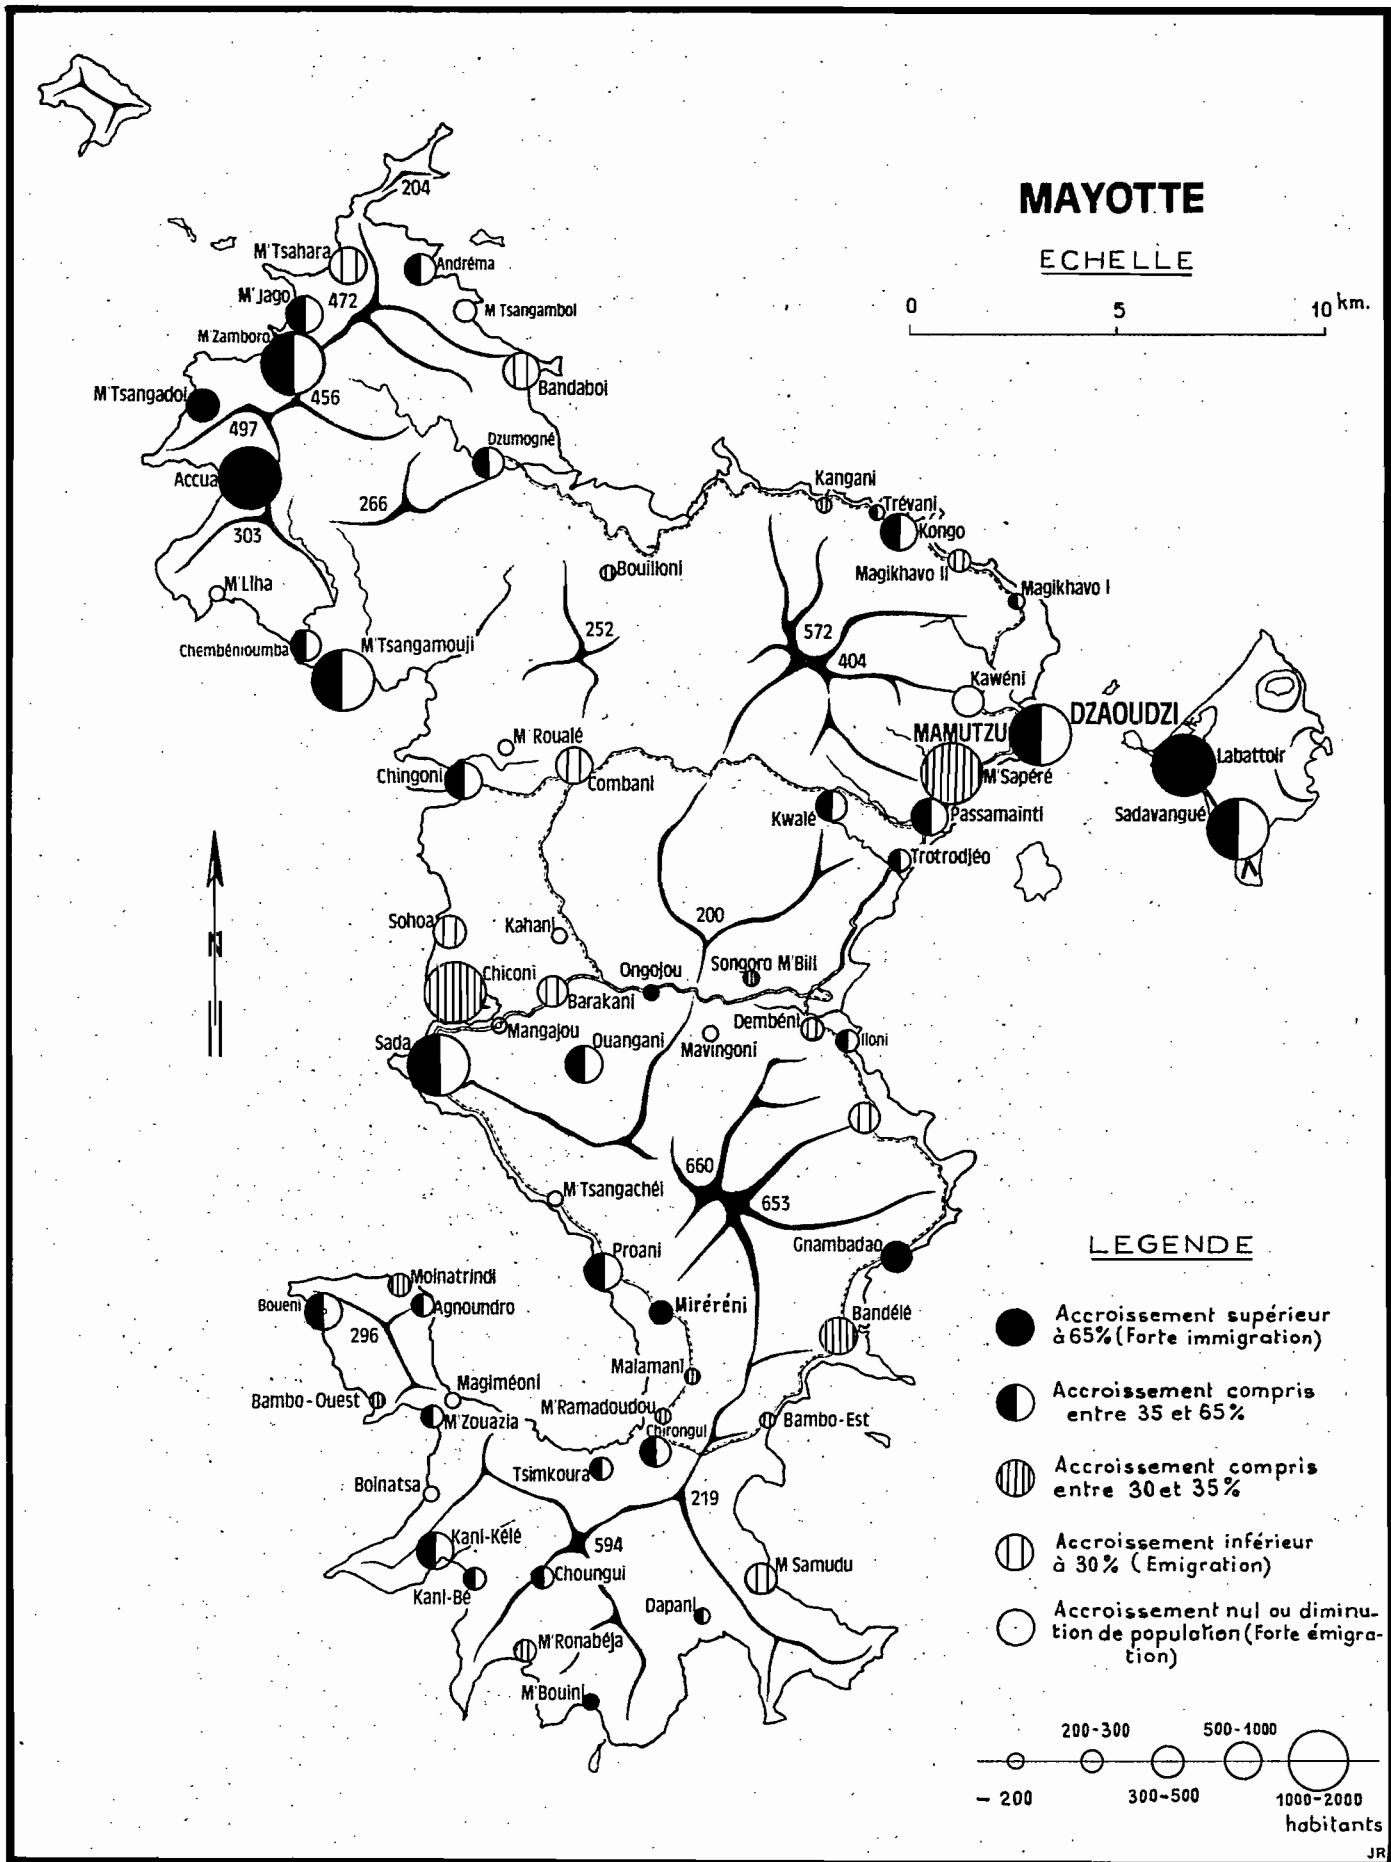 MAYOTTE
ECHELLE
0 5 10 km.
204
M'Tsahara
Andréma
M'Jago
472
M Tsangamboi
M'Zamboro
Bandaboi
M'Tsangadoi
456
497
Dzumogné
Accua
266
303
Kangani
Trévani
Kongo
Bouilloni
Magikhavo II
Magikhavo I
M'Liha
Chembénioumba
M'Tsangamouji
252
572
404
Kawéni
DZAOUDZI
MAMUTZU
Labattoir
M'Roualé
Chingoni
Combani
M'Sapéré
Kwalé
Passamainti
Sadavangué
Trotrodjéo
N
Sohoa
Kahani
200
Chiconi
Ongojou
Songoro M'Bili
Barakani
Mangajou
Dembéni
Iloni
Sada
Ouangani
Mavingoni
660
653
M'Tsangachéi
Gnambadao
Proani
Moinatrindi
Boueni
Agnoundro
Miréréni
Bandélé
296
Malamani
Bambo-Ouest
Magiméoni
M'Zouazia
M'Ramadoudou
Bambo-Est
Chirongui
Tsimkoura
Boinatsa
219
Kani-Kélé
594
Choungui
M Samudu
Kani-Bé
Dapani
M'Ronabéja
M'Bouini
LEGENDE
Accroissement supérieur
à 65% (Forte immigration)
Accroissement compris
entre 35 et 65%
Accroissement compris
entre 30 et 35%
Accroissement inférieur
à 30% (Emigration)
Accroissement nul ou diminu-
tion de population (Forte émigra-
tion)
200-300 500-1000
- 200 300-500 1000-2000
habitants
JR